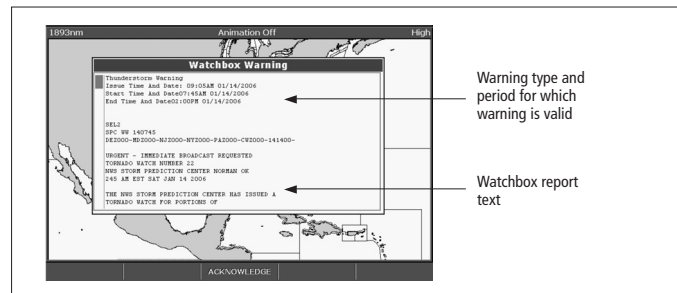 1893nm Animation Off High
Watchbox Warning
Thunderstorm Warning
Issue Time And Date: 09:05AM 01/14/2006
Start Time And Date07:45AM 01/14/2006
End Time And Date02:00PM 01/14/2006
SEL2
SPC WW 140745
DEZ000-MDZ000-NJZ000-NYZ000-PAZ000-CWZ000-141400-
URGENT - IMMEDIATE BROADCAST REQUESTED
TORNADO WATCH NUMBER 22
NWS STORM PREDICTION CENTER NORMAN OK
245 AM EST SAT JAN 14 2006
THE NWS STORM PREDICTION CENTER HAS ISSUED A
TORNADO WATCH FOR PORTIONS OF
ACKNOWLEDGE
Warning type and
period for which
warning is valid
Watchbox report
text